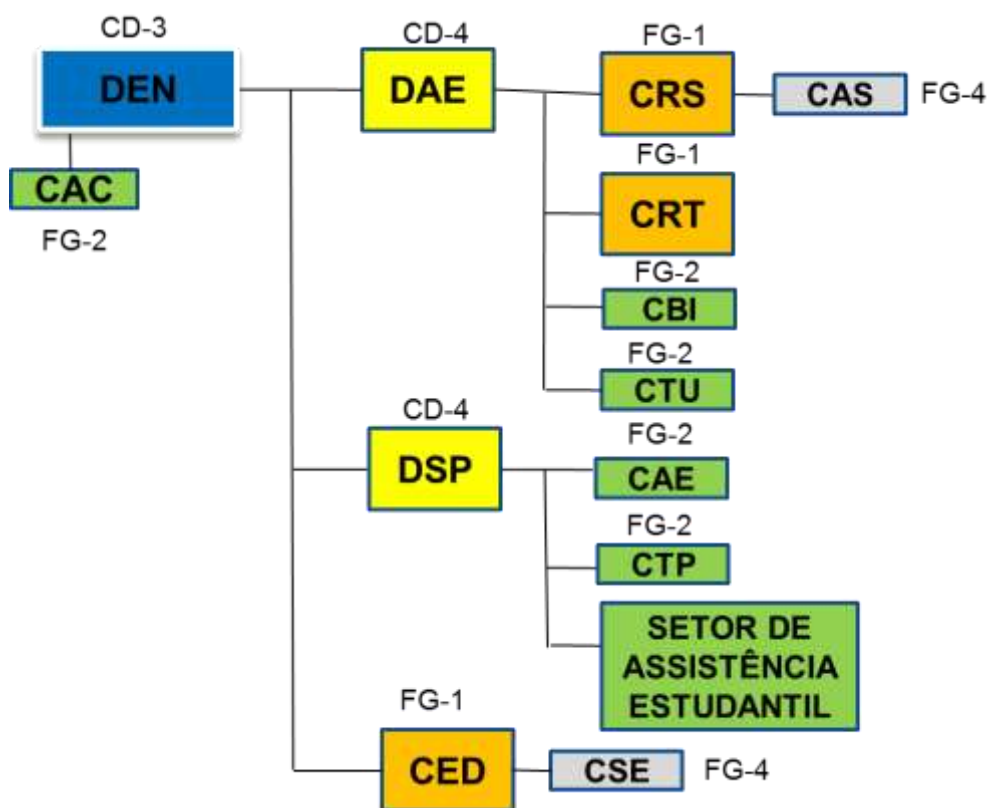 CD-3
DEN
CAC
FG-2
CD-4
DAE
FG-1
CRS
CAS
FG-4
FG-1
CRT
FG-2
CBI
FG-2
CTU
CD-4
DSP
FG-2
CAE
FG-2
CTP
SETOR DE
ASSISTÊNCIA
ESTUDANTIL
FG-1
CED
CSE
FG-4